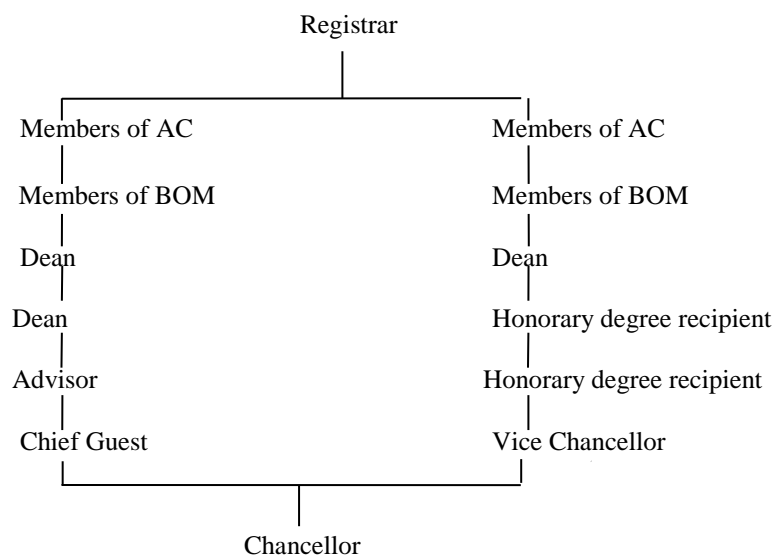 Registrar
Members of AC Members of AC
Members of BOM Members of BOM
Dean Dean
Dean Honorary degree recipient
Advisor Honorary degree recipient
Chief Guest Vice Chancellor
Chancellor